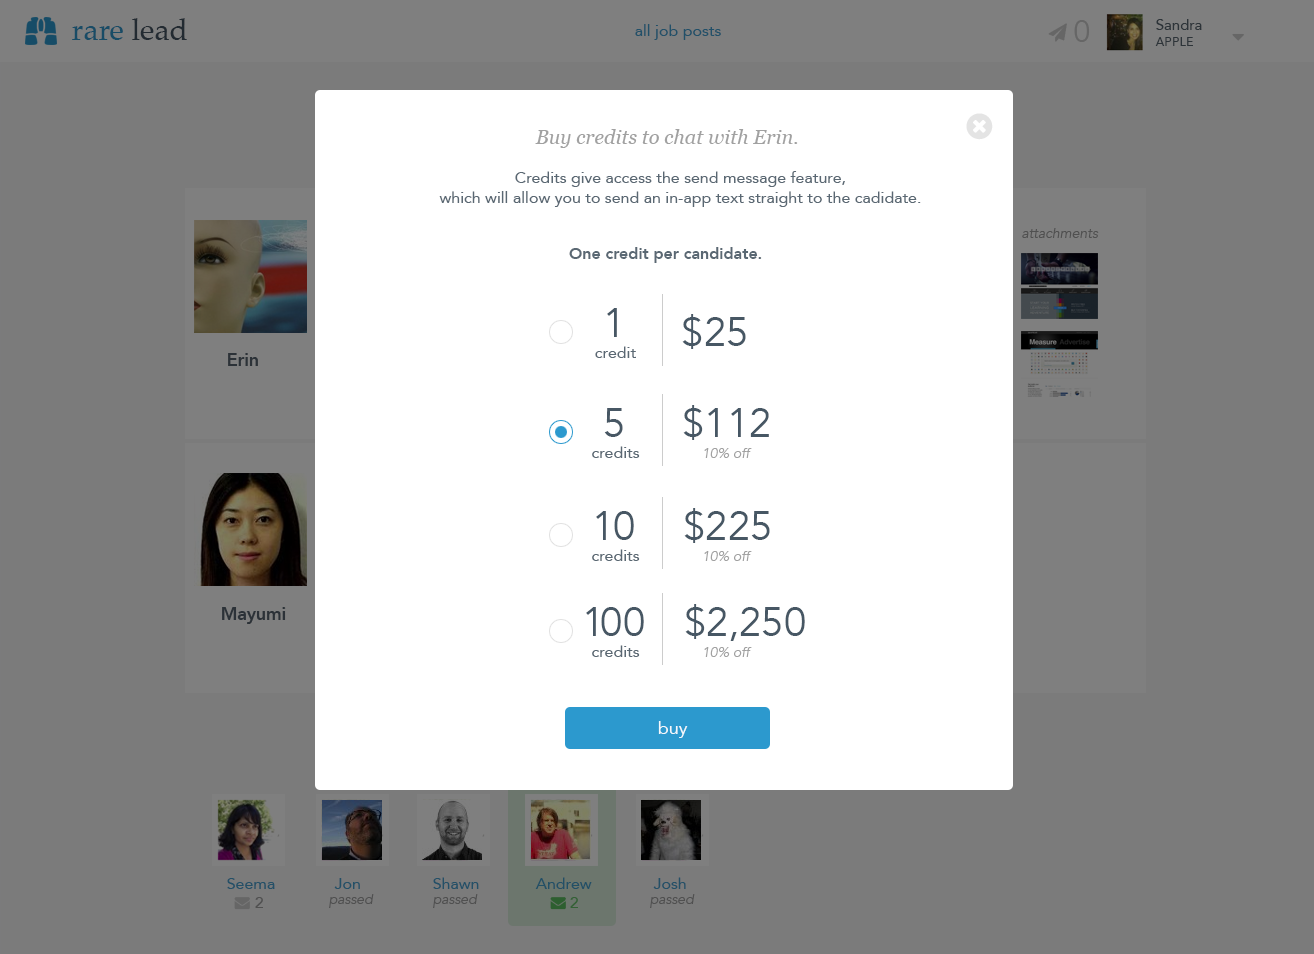 rare lead
all job posts
0
Sandra
APPLE
Buy credits to chat with Erin.
Credits give access the send message feature,
which will allow you to send an in-app text straight to the cadidate.
One credit per candidate.
1
credit
$25
5
credits
$112
10% off
10
credits
$225
10% off
100
credits
$2,250
10% off
buy
Erin
Mayumi
attachments
Measure Advertise
Seema
2
Jon
passed
Shawn
passed
Andrew
2
Josh
passed